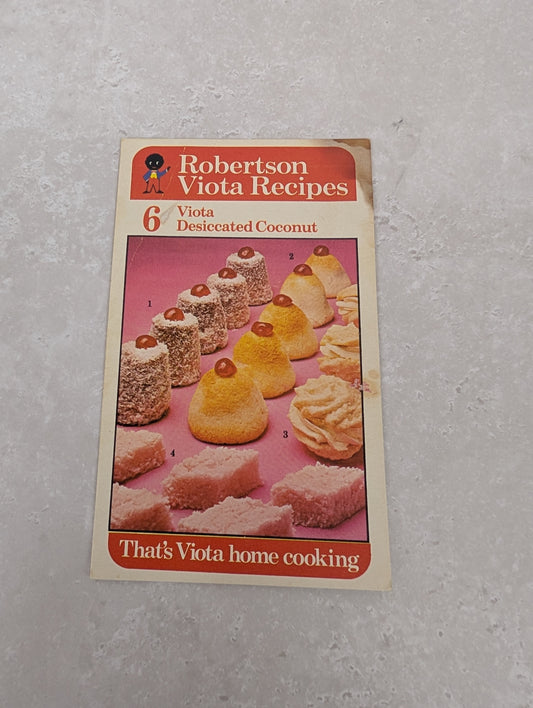 Robertson
Viota Recipes
6 Viota
Desiccated Coconut
1
2
3
4
That's Viota home cooking